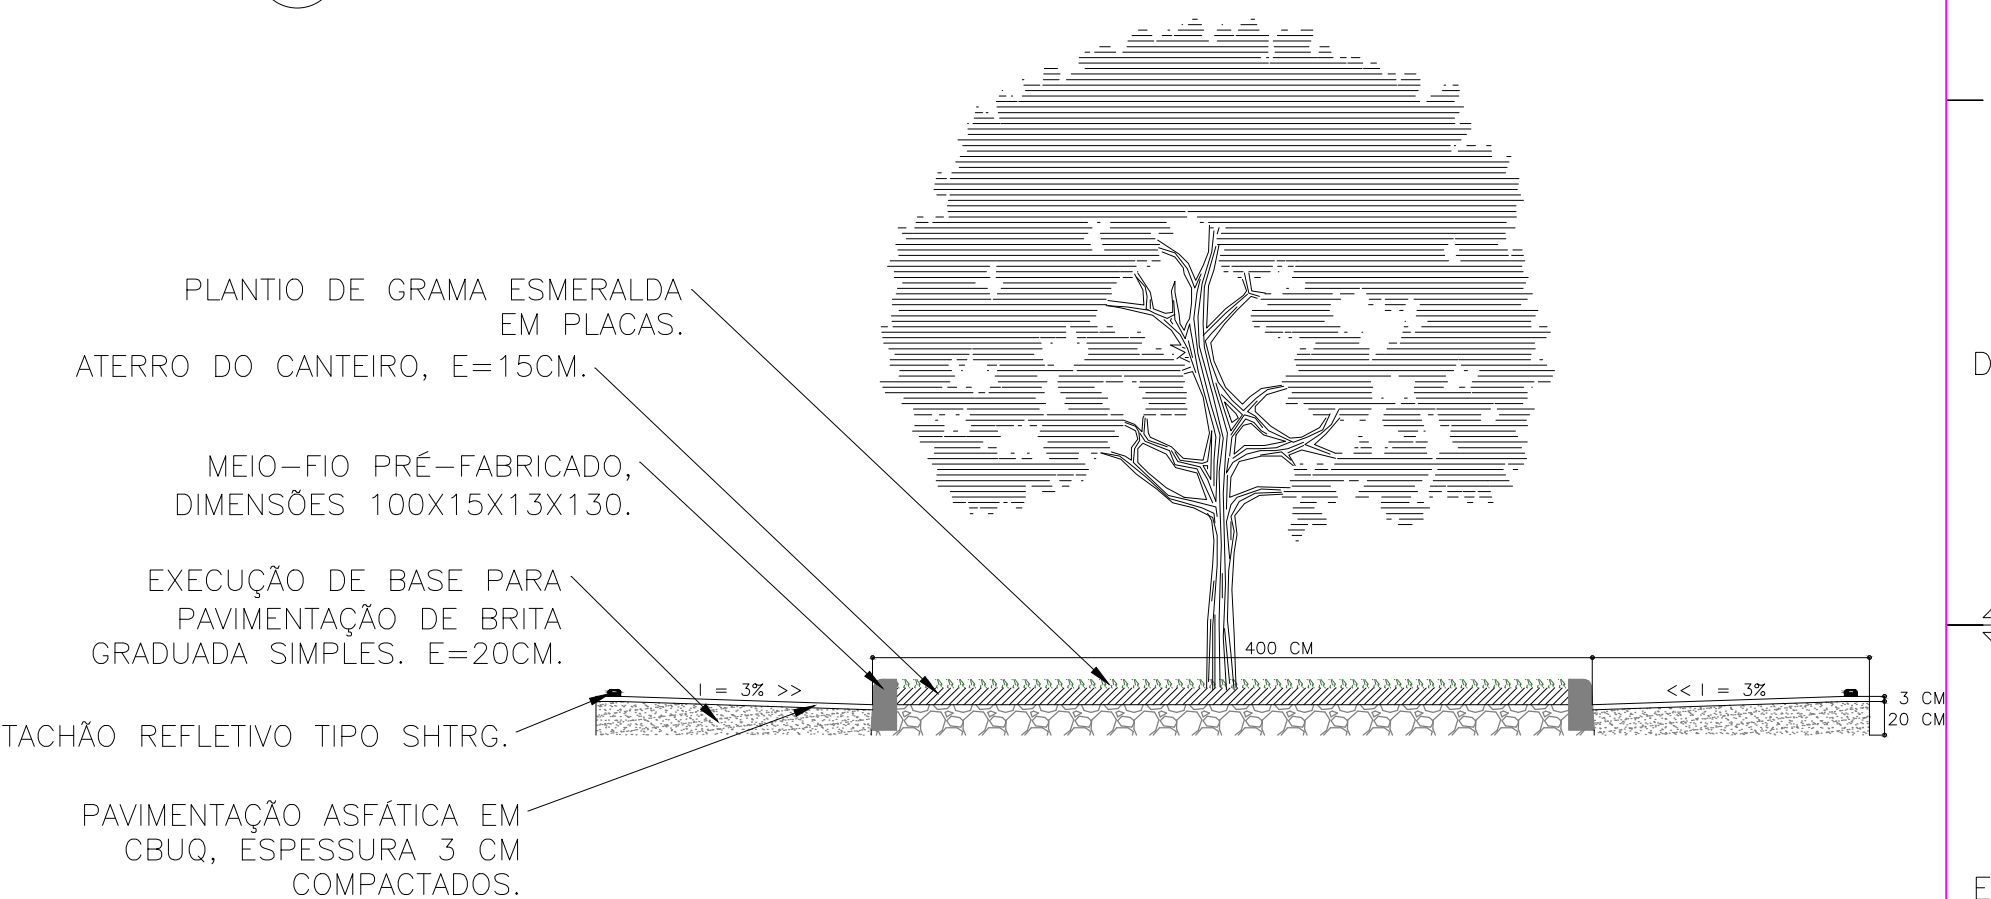 PLANTIO DE GRAMA ESMERALDA
EM PLACAS.
ATERRO DO CANTEIRO, E=15CM.
MEIO-FIO PRÉ-FABRICADO,
DIMENSÕES 100X15X13X130.
EXECUÇÃO DE BASE PARA
PAVIMENTAÇÃO DE BRITA
GRADUADA SIMPLES. E=20CM.
TACHÃO REFLETIVO TIPO SHTRG.
PAVIMENTAÇÃO ASFÁTICA EM
CBUQ, ESPESSURA 3 CM
COMPACTADOS.
400 CM
I = 3% >>
<< I = 3%
3 CM
20 CM
D
E